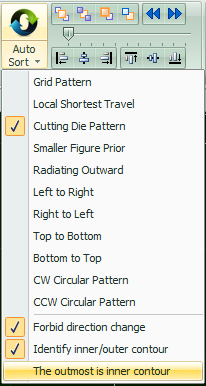 Auto
Sort
Grid Pattern
Local Shortest Travel
Cutting Die Pattern
Smaller Figure Prior
Radiating Outward
Left to Right
Right to Left
Top to Bottom
Bottom to Top
CW Circular Pattern
CCW Circular Pattern
Forbid direction change
Identify inner/outer contour
The outmost is inner contour